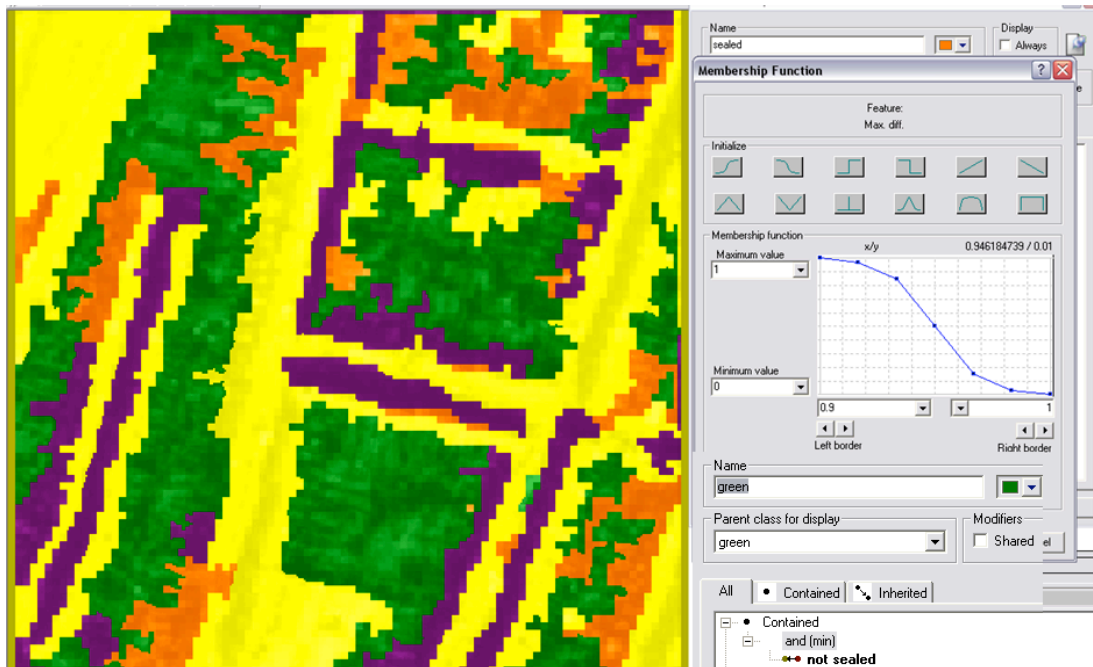 Name
Display
sealed
Always
Membership Function
Feature:
Max. diff.
Initialize
Membership function
x/y
0.946184739 / 0.01
Maximum value
1
Minimum value
0
0.9
1
Left border
Right border
Name
green
Parent class for display
Modifiers
green
Shared
All
Contained
Inherited
Contained
and (min)
not sealed